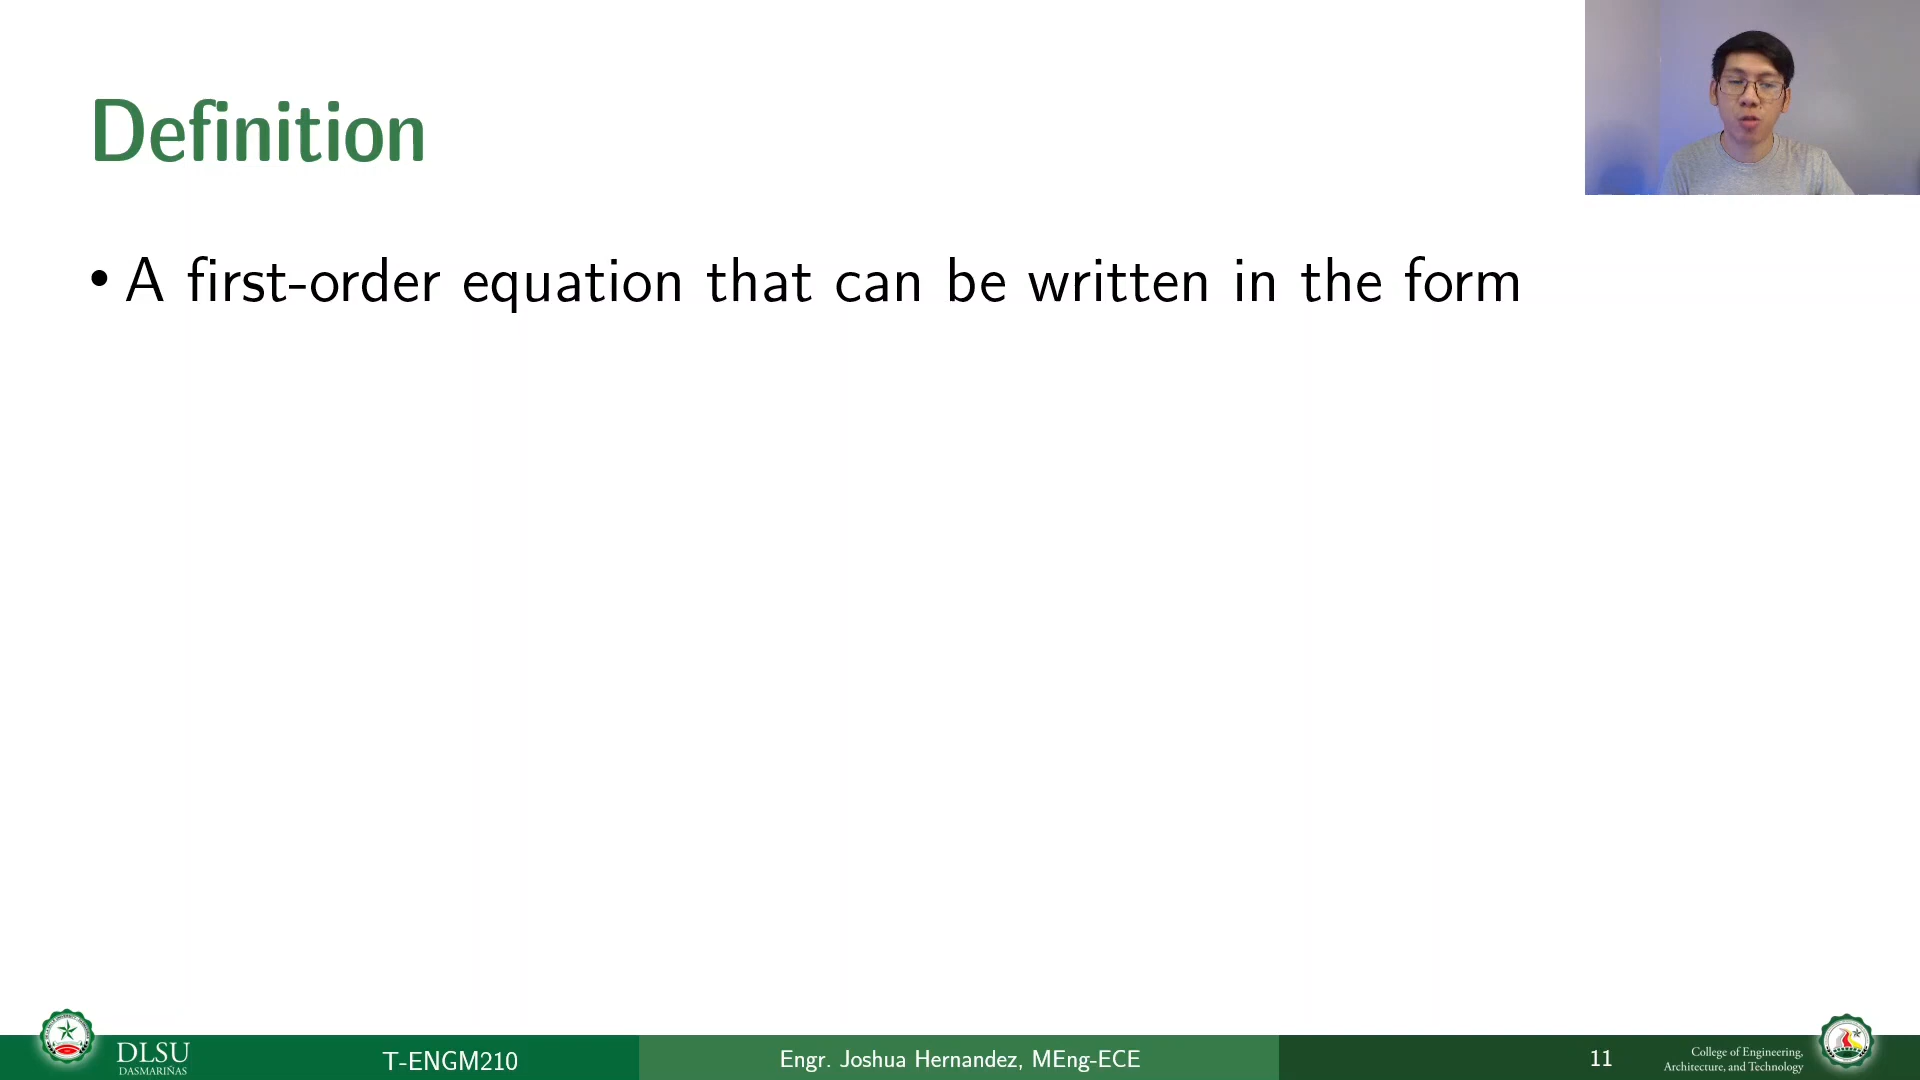 Definition
• A first-order equation that can be written in the form
DLSU
DASMARIÑAS
T-ENGM210
Engr. Joshua Hernandez, MEng-ECE
11
College of Engineering,
Architecture, and Technology